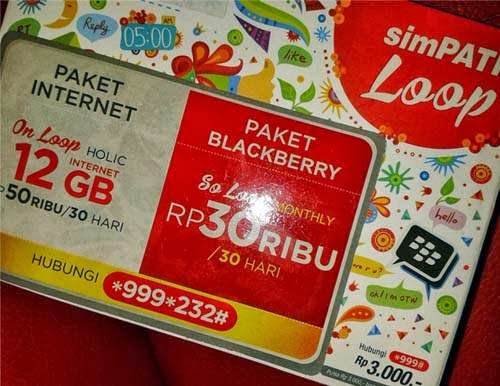 Reply
AM
05:00
like
simPATI
Loop
PAKET
INTERNET
On Loop HOLIC
INTERNET
12 GB
50RIBU/30 HARI
PAKET
BLACKBERRY
So Loop MONTHLY
RP30RIBU
/30 HARI
HUBUNGI *999*232#
hello
ok! I'm OTW
Hubungi *999#
Rp 3.000,-